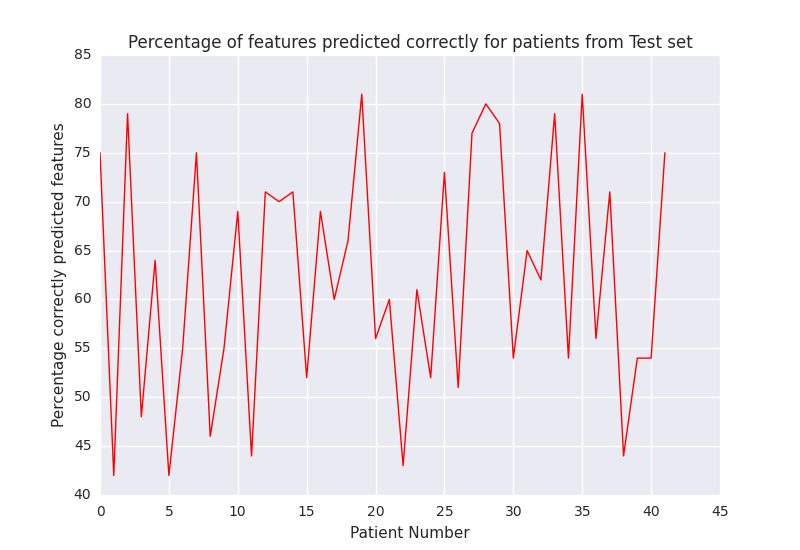 Percentage of features predicted correctly for patients from Test set
85
80
75
70
65
60
55
50
45
40
Percentage correctly predicted features
0 5 10 15 20 25 30 35 40 45
Patient Number